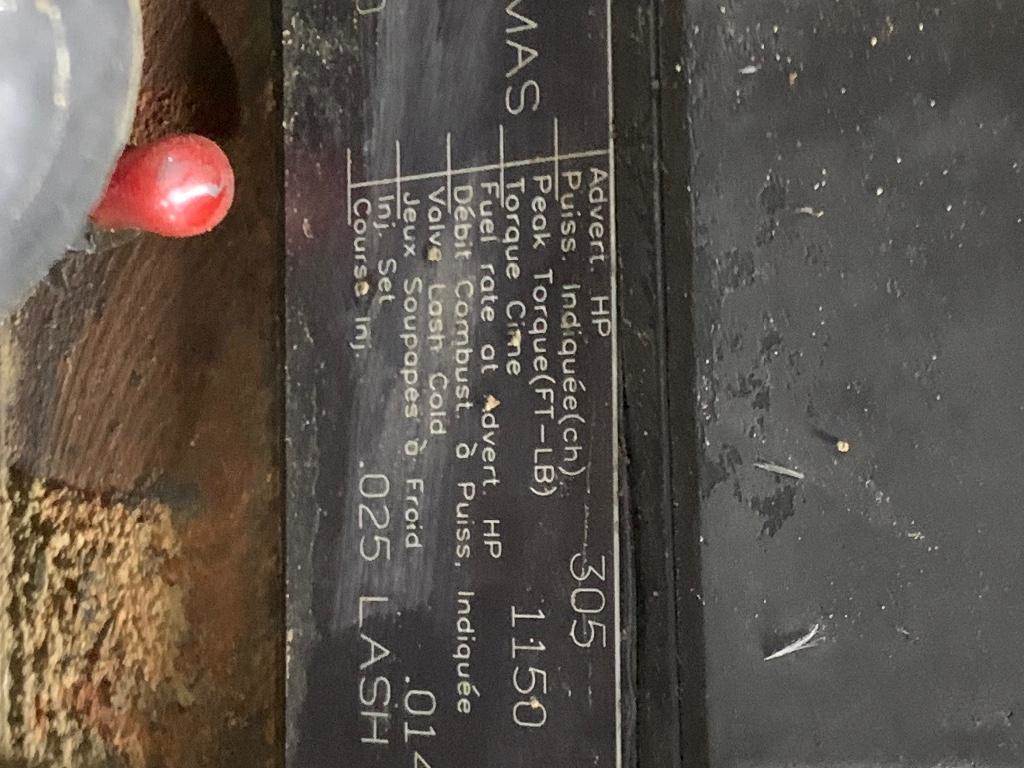 MAS
Advert. HP 305
Puiss. Indiquée(ch)
Peak Torque(FT-LB) 1150
Torque Cime
Fuel rate at Advert. HP
Débit Combust. à Puiss. Indiquée
Valve Lash Cold .014
Jeux Soupapes à Froid
Inj. Set .025 LASH
Course Inj.